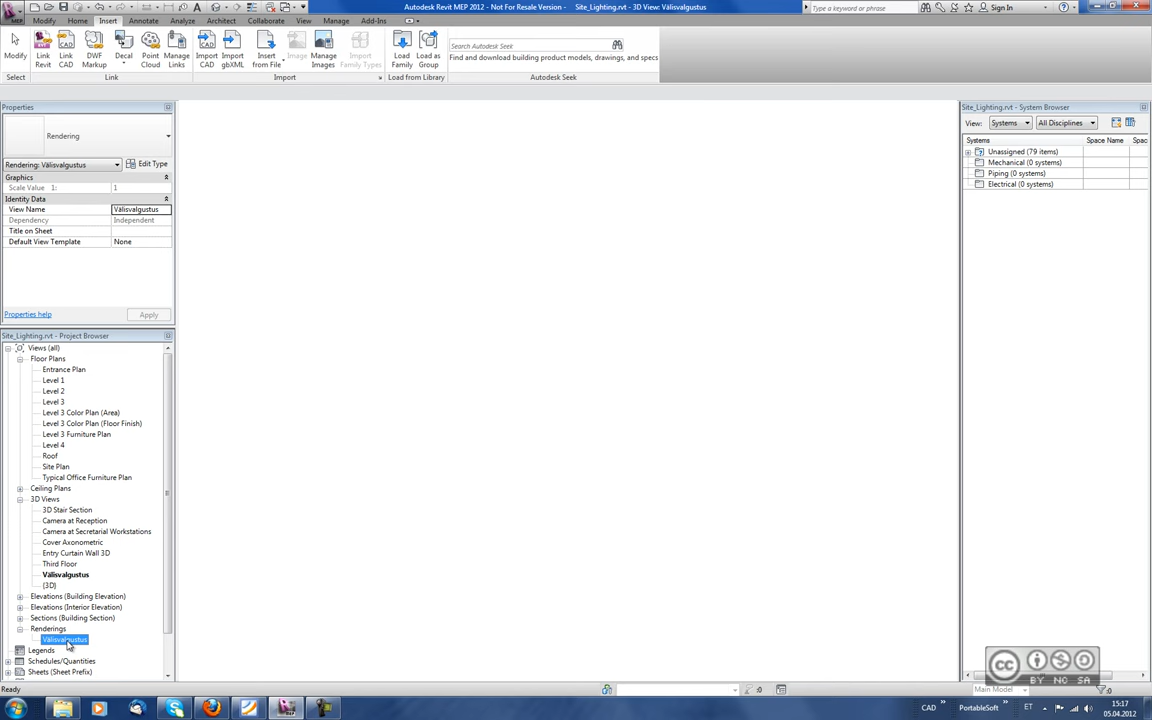 Autodesk Revit MEP 2012 - Not For Resale Version - Site_Lighting.rvt - 3D View: Välisvalgustus
Type a keyword or phrase
Sign In
Home Insert Annotate Analyze Architect Collaborate View Manage Add-Ins
Modify
Link Revit
Link CAD
DWF Markup
Decal
Point Cloud
Manage Links
Import CAD
Import gbXML
Insert from File
Image
Manage Images
Import Family Types
Load Family
Load as Group
Search Autodesk Seek
Find and download building product models, drawings, and specs
Select
Link
Import
Load from Library
Autodesk Seek
Properties
Rendering
Rendering: Välisvalgustus
Edit Type
Graphics
Scale Value 1: 1
Identity Data
View Name Välisvalgustus
Dependency Independent
Title on Sheet
Default View Template None
Properties help
Apply
Site_Lighting.rvt - Project Browser
Views (all)
Floor Plans
Entrance Plan
Level 1
Level 2
Level 3
Level 3 Color Plan (Area)
Level 3 Color Plan (Floor Finish)
Level 3 Furniture Plan
Level 4
Roof
Site Plan
Typical Office Furniture Plan
Ceiling Plans
3D Views
3D Stair Section
Camera at Reception
Camera at Secretarial Workstations
Cover Axonometric
Entry Curtain Wall 3D
Third Floor
Välisvalgustus
{3D}
Elevations (Building Elevation)
Elevations (Interior Elevation)
Sections (Building Section)
Renderings
Välisvalgustus
Legends
Schedules/Quantities
Sheets (Sheet Prefix)
Site_Lighting.rvt - System Browser
View: Systems All Disciplines
Systems Space Name Spac
Unassigned (79 items)
Mechanical (0 systems)
Piping (0 systems)
Electrical (0 systems)
Ready
:0
Main Model
:0
cc
BY NC SA
CAD »
PortableSoft »
ET
15:17
05.04.2012